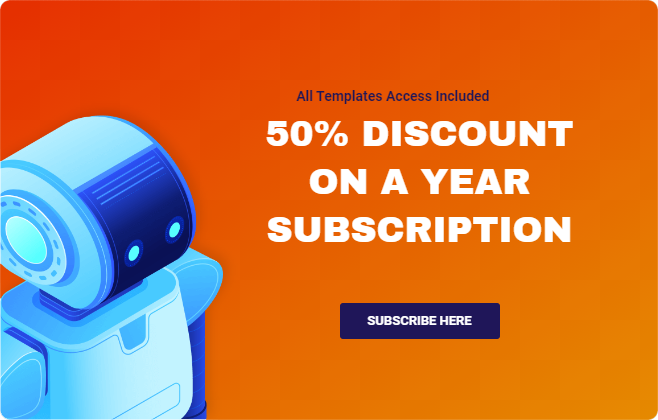 All Templates Access Included
50% DISCOUNT
ON A YEAR
SUBSCRIPTION
SUBSCRIBE HERE